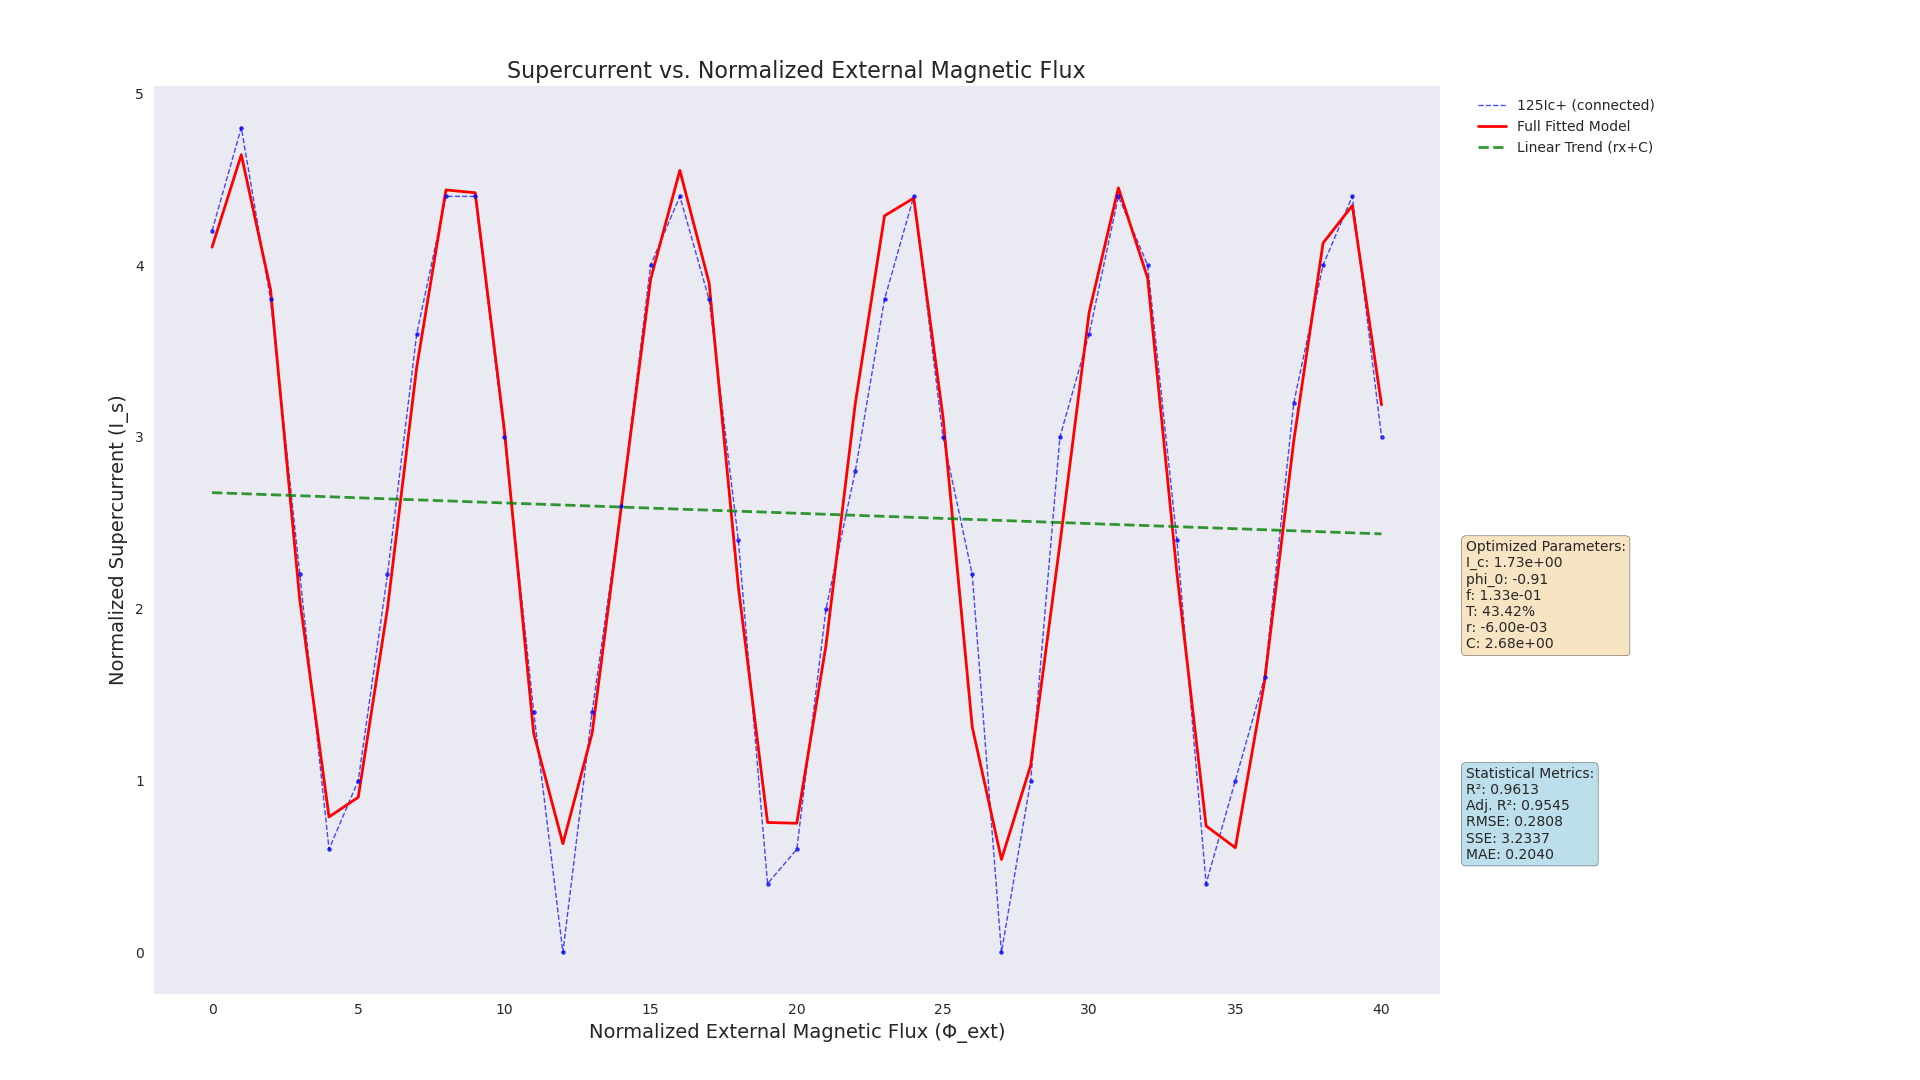 Supercurrent vs. Normalized External Magnetic Flux
5
4
3
2
1
0
Normalized Supercurrent (I_s)
0 5 10 15 20 25 30 35 40
Normalized External Magnetic Flux (Φ_ext)
125Ic+ (connected)
Full Fitted Model
Linear Trend (rx+C)
Optimized Parameters:
I_c: 1.73e+00
phi_0: -0.91
f: 1.33e-01
T: 43.42%
r: -6.00e-03
C: 2.68e+00
Statistical Metrics:
R²: 0.9613
Adj. R²: 0.9545
RMSE: 0.2808
SSE: 3.2337
MAE: 0.2040